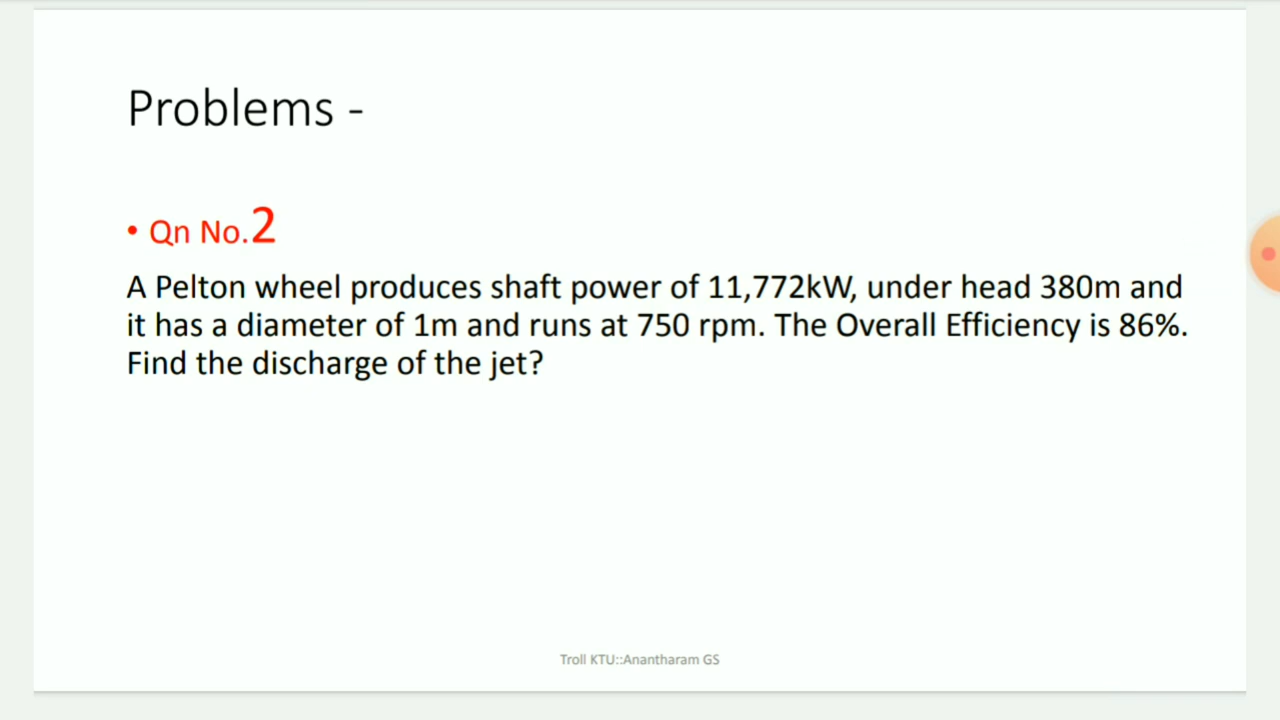 Problems -
• Qn No.2
A Pelton wheel produces shaft power of 11,772kW, under head 380m and
it has a diameter of 1m and runs at 750 rpm. The Overall Efficiency is 86%.
Find the discharge of the jet?
Troll KTU::Anantharam GS